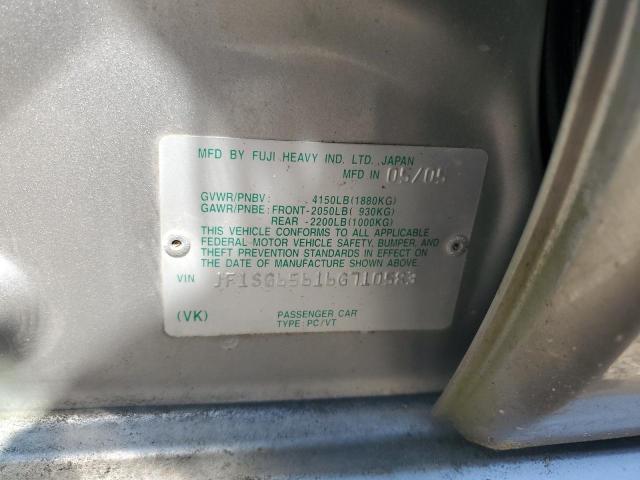 MFD BY FUJI HEAVY IND. LTD. JAPAN
MFD IN 05/05
GVWR/PNBV : 4150LB(1880KG)
GAWR/PNBE : FRONT-2050LB( 930KG)
REAR -2200LB(1000KG)
THIS VEHICLE CONFORMS TO ALL APPLICABLE
FEDERAL MOTOR VEHICLE SAFETY, BUMPER, AND
THEFT PREVENTION STANDARDS IN EFFECT ON THE
DATE OF MANUFACTURE SHOWN ABOVE.
VIN JF1SG65616G710583
(VK) PASSENGER CAR
TYPE : PC/VT